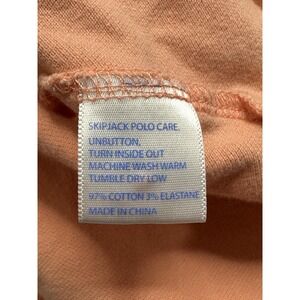 SKIPJACK POLO CARE.
UNBUTTON,
TURN INSIDE OUT
MACHINE WASH WARM
TUMBLE DRY LOW
97% COTTON 3% ELASTANE
MADE IN CHINA